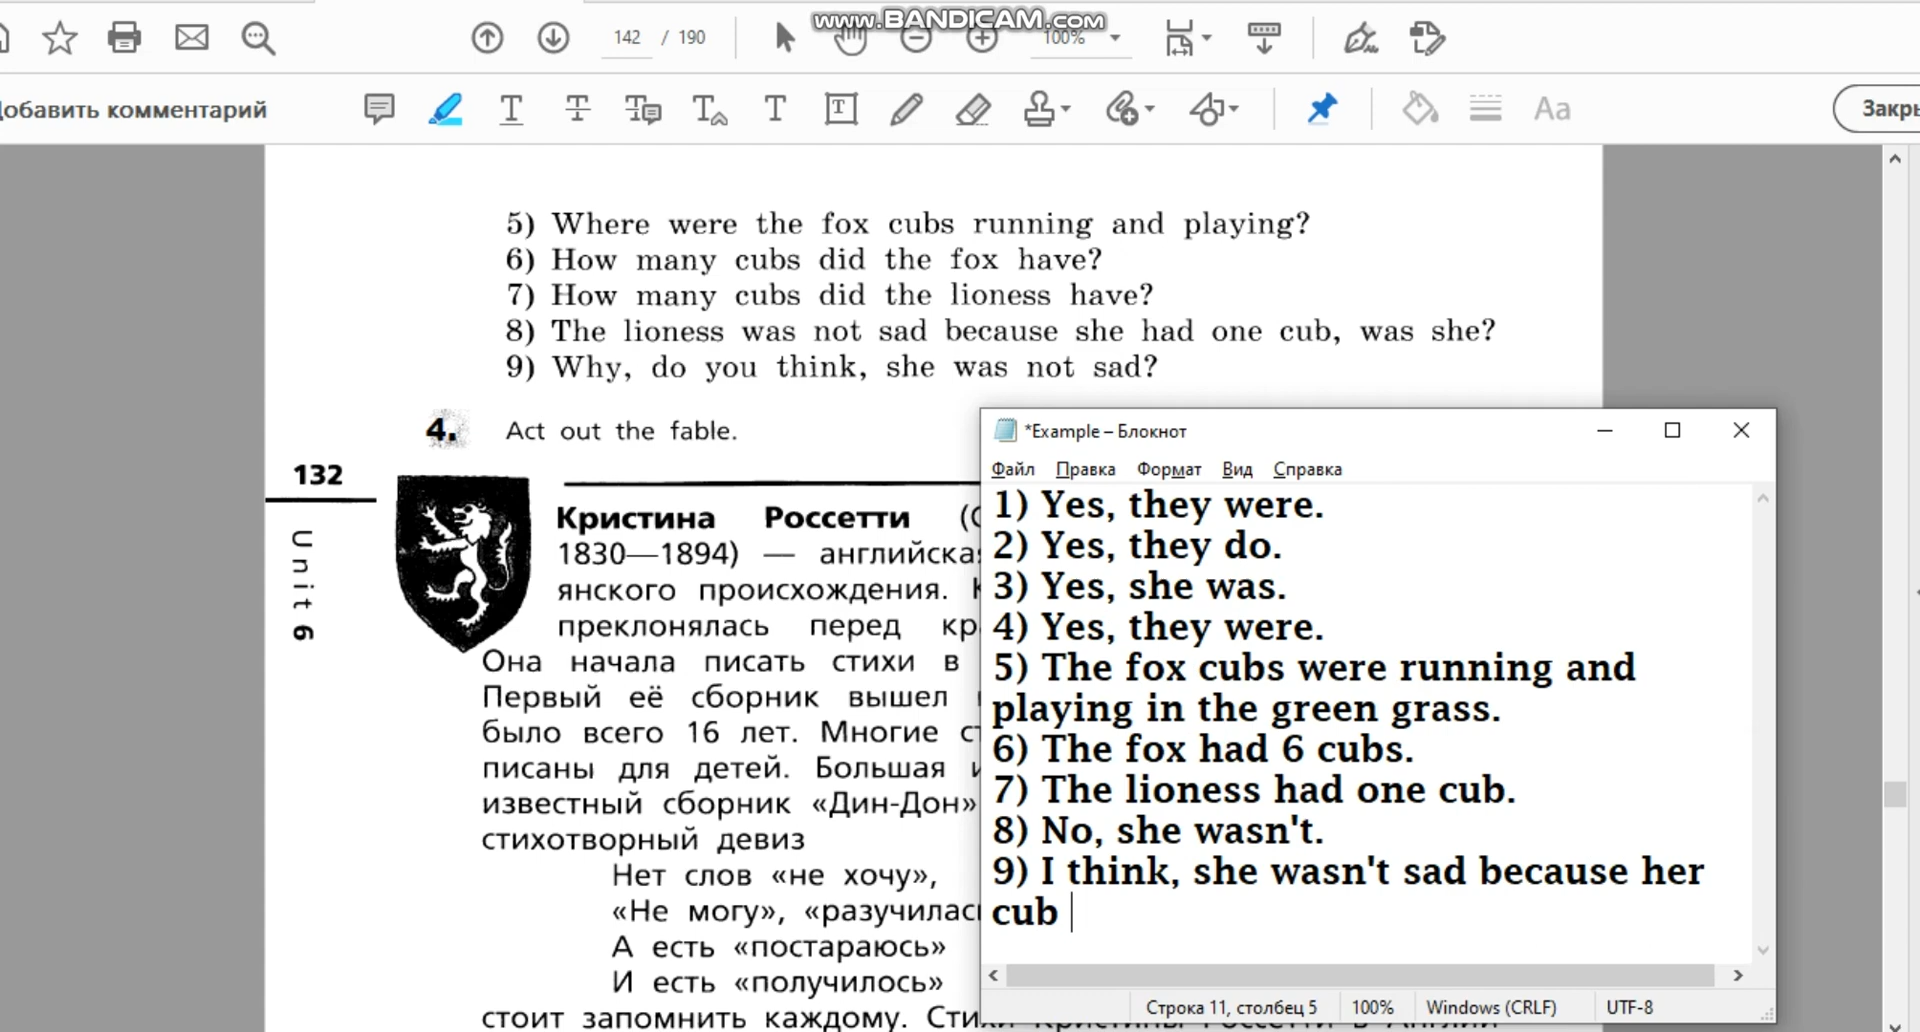 www.BANDICAM.com
142 / 190
100%
обавить комментарий
Закр
5) Where were the fox cubs running and playing?
6) How many cubs did the fox have?
7) How many cubs did the lioness have?
8) The lioness was not sad because she had one cub, was she?
9) Why, do you think, she was not sad?
4. Act out the fable.
132
Unit 6
Кристина Россетти (
1830—1894) — английска
янского происхождения.
преклонялась перед кр
Она начала писать стихи в
Первый её сборник вышел
было всего 16 лет. Многие с
писаны для детей. Большая
известный сборник «Дин-Дон»
стихотворный девиз
Нет слов «не хочу»,
«Не могу», «разучилас
А есть «постараюсь»
И есть «получилось»
стоит запомнить каждому.
*Example – Блокнот
Файл Правка Формат Вид Справка
1) Yes, they were.
2) Yes, they do.
3) Yes, she was.
4) Yes, they were.
5) The fox cubs were running and
playing in the green grass.
6) The fox had 6 cubs.
7) The lioness had one cub.
8) No, she wasn't.
9) I think, she wasn't sad because her
cub
Строка 11, столбец 5 100% Windows (CRLF) UTF-8